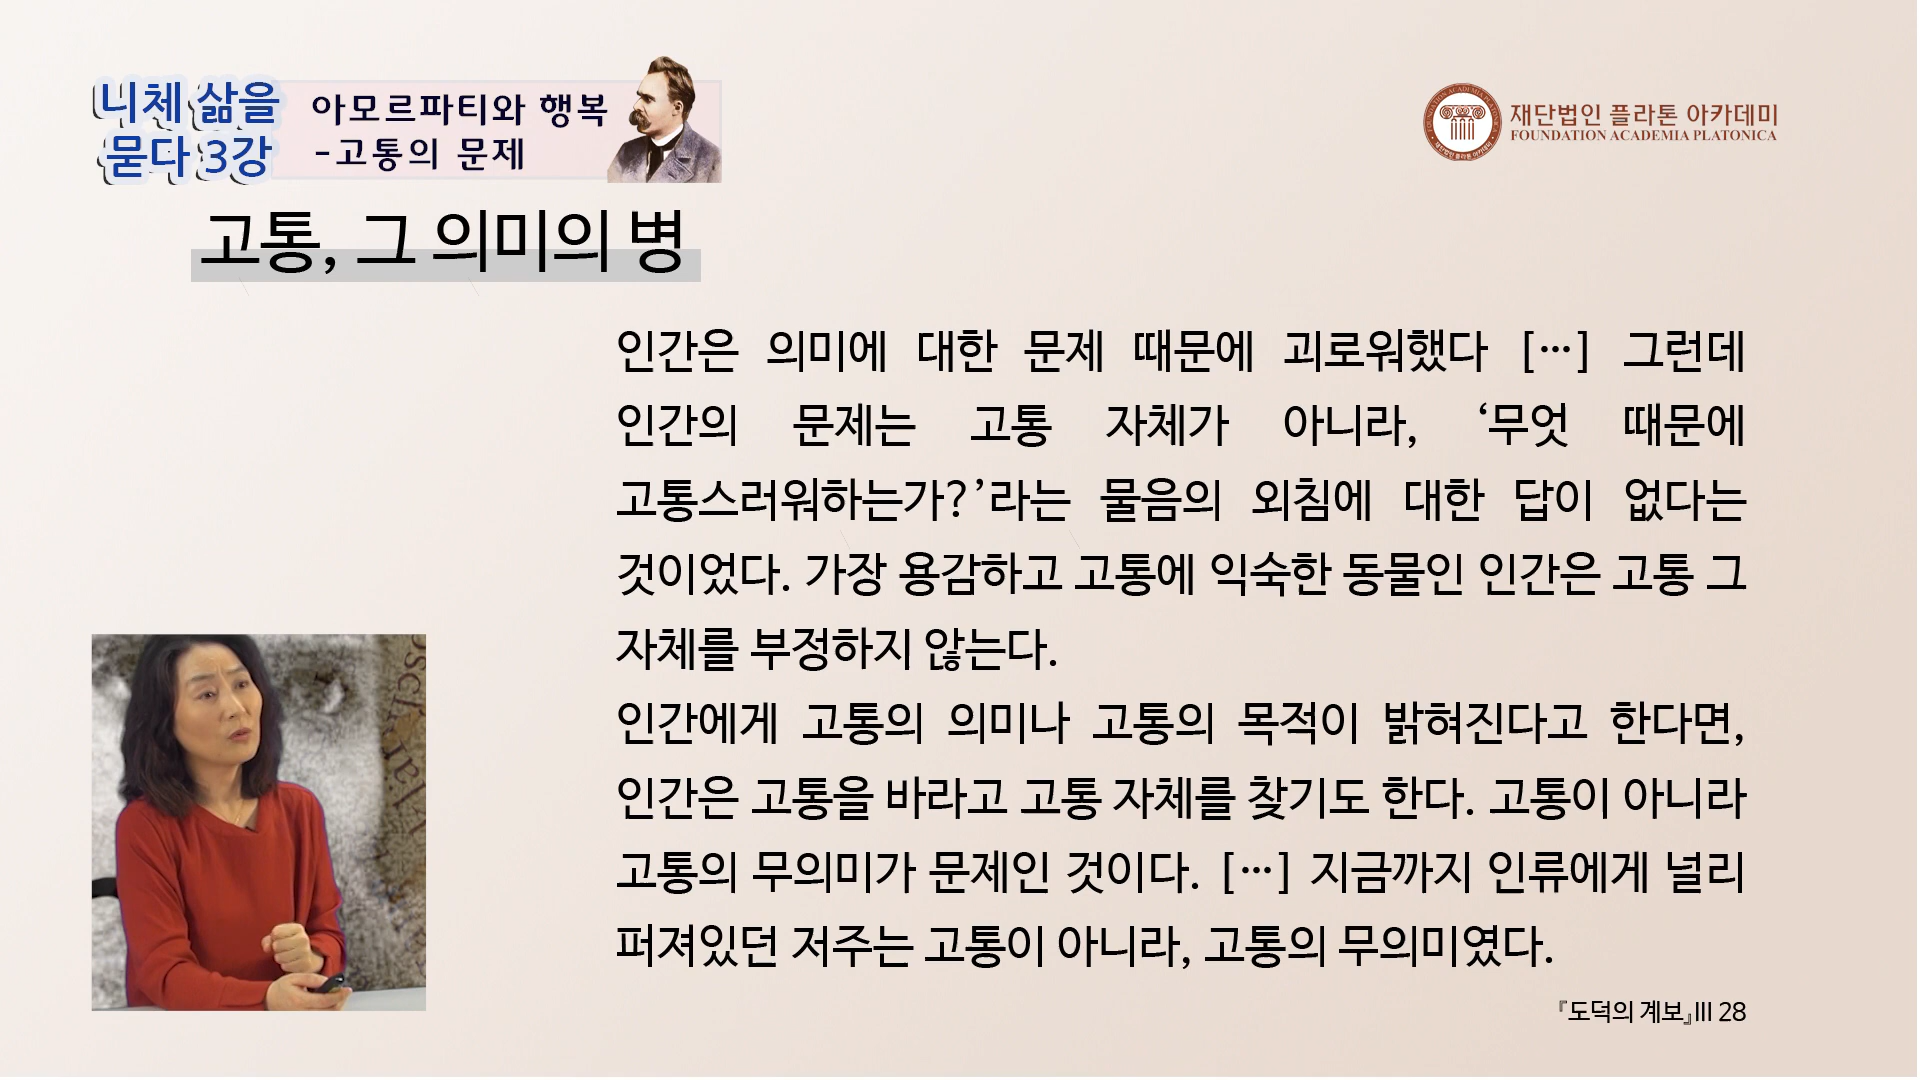 니체 삶을
묻다 3강
아모르파티와 행복
-고통의 문제
재단법인 플라톤 아카데미
FOUNDATION ACADEMIA PLATONICA
고통, 그 의미의 병
인간은 의미에 대한 문제 때문에 괴로워했다 […] 그런데
인간의 문제는 고통 자체가 아니라, ‘무엇 때문에
고통스러워하는가?’라는 물음의 외침에 대한 답이 없다는
것이었다. 가장 용감하고 고통에 익숙한 동물인 인간은 고통 그
자체를 부정하지 않는다.
인간에게 고통의 의미나 고통의 목적이 밝혀진다고 한다면,
인간은 고통을 바라고 고통 자체를 찾기도 한다. 고통이 아니라
고통의 무의미가 문제인 것이다. […] 지금까지 인류에게 널리
퍼져있던 저주는 고통이 아니라, 고통의 무의미였다.
『도덕의 계보』III 28